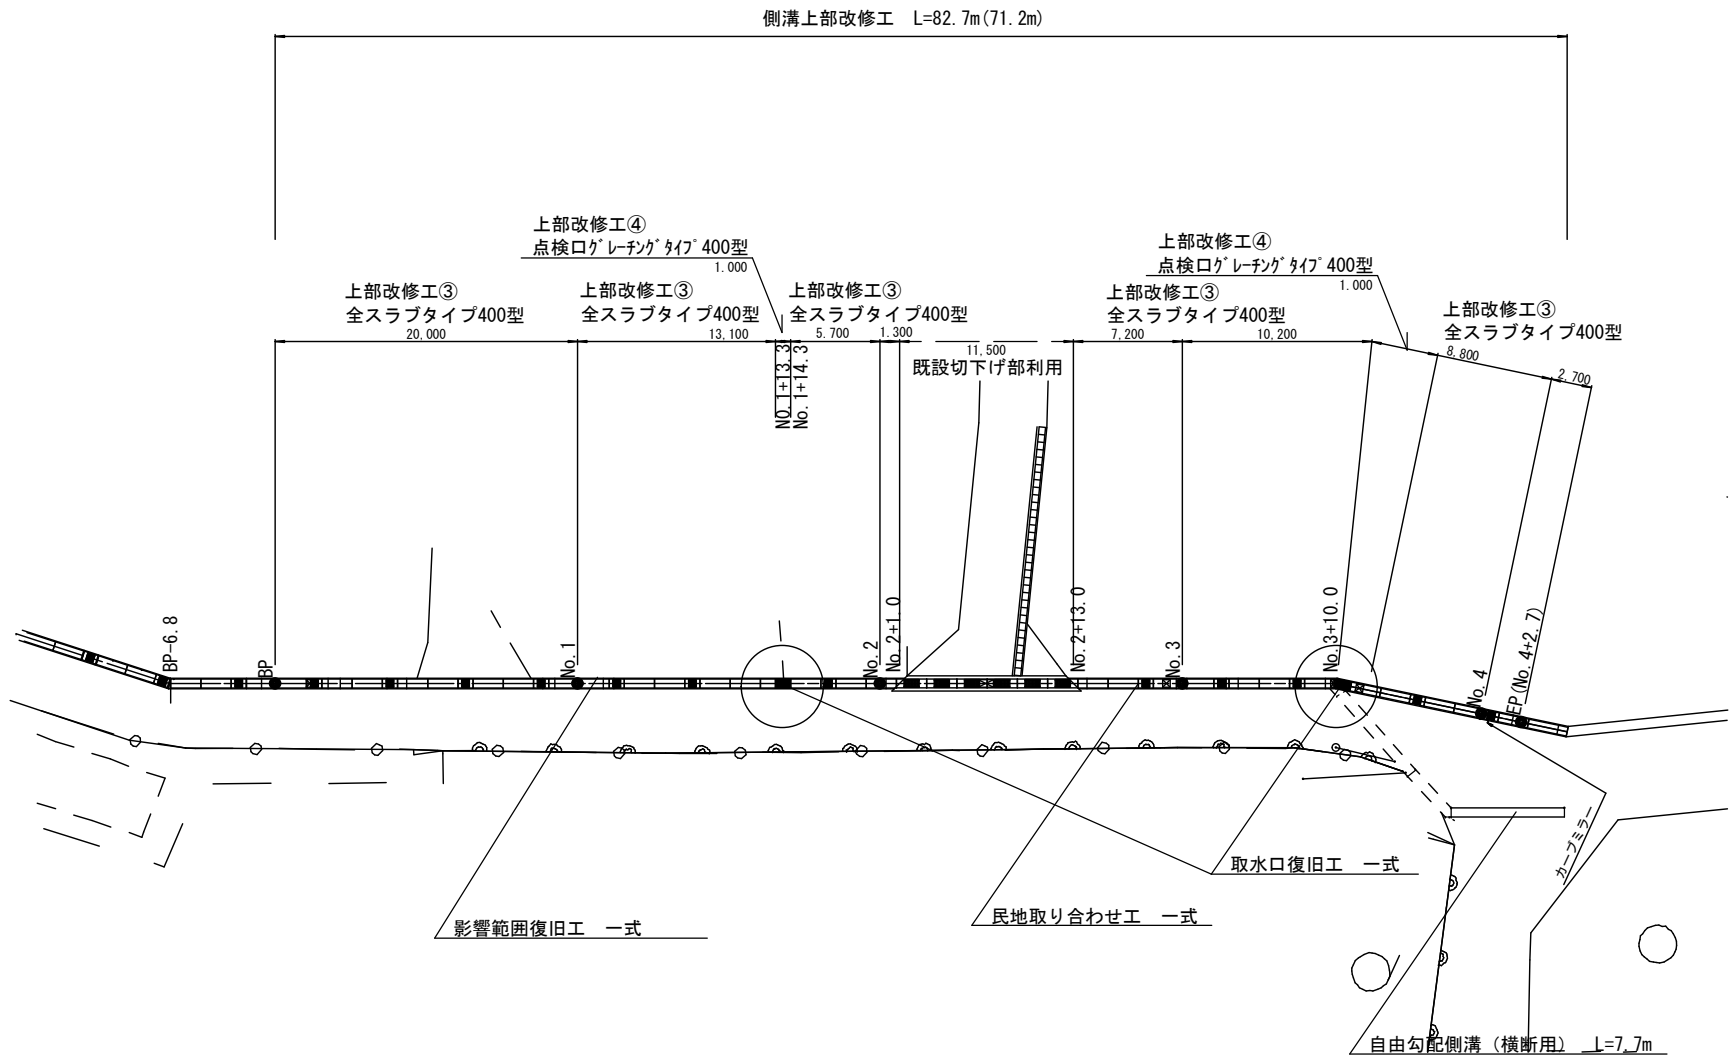 側溝上部改修工　L=82.7m(71.2m)
上部改修工④
点検口グレーチングタイプ400型
1.000
上部改修工④
点検口グレーチングタイプ400型
1.000
上部改修工③
全スラブタイプ400型
20,000
上部改修工③
全スラブタイプ400型
13,100
上部改修工③
全スラブタイプ400型
5.700
1.300
上部改修工③
全スラブタイプ400型
7,200
10,200
上部改修工③
全スラブタイプ400型
8,800
2,700
11,500
既設切下げ部利用
NO.1+13.3
No.1+14.3
BP-6.8
BP
No.1
No.2
No.2+1.0
No.2+13.0
No.3
No.3+10.0
No.4
EP(No.4+2.7)
カーブミラー
取水口復旧工　一式
民地取り合わせ工　一式
影響範囲復旧工　一式
自由勾配側溝（横断用）　L=7.7m